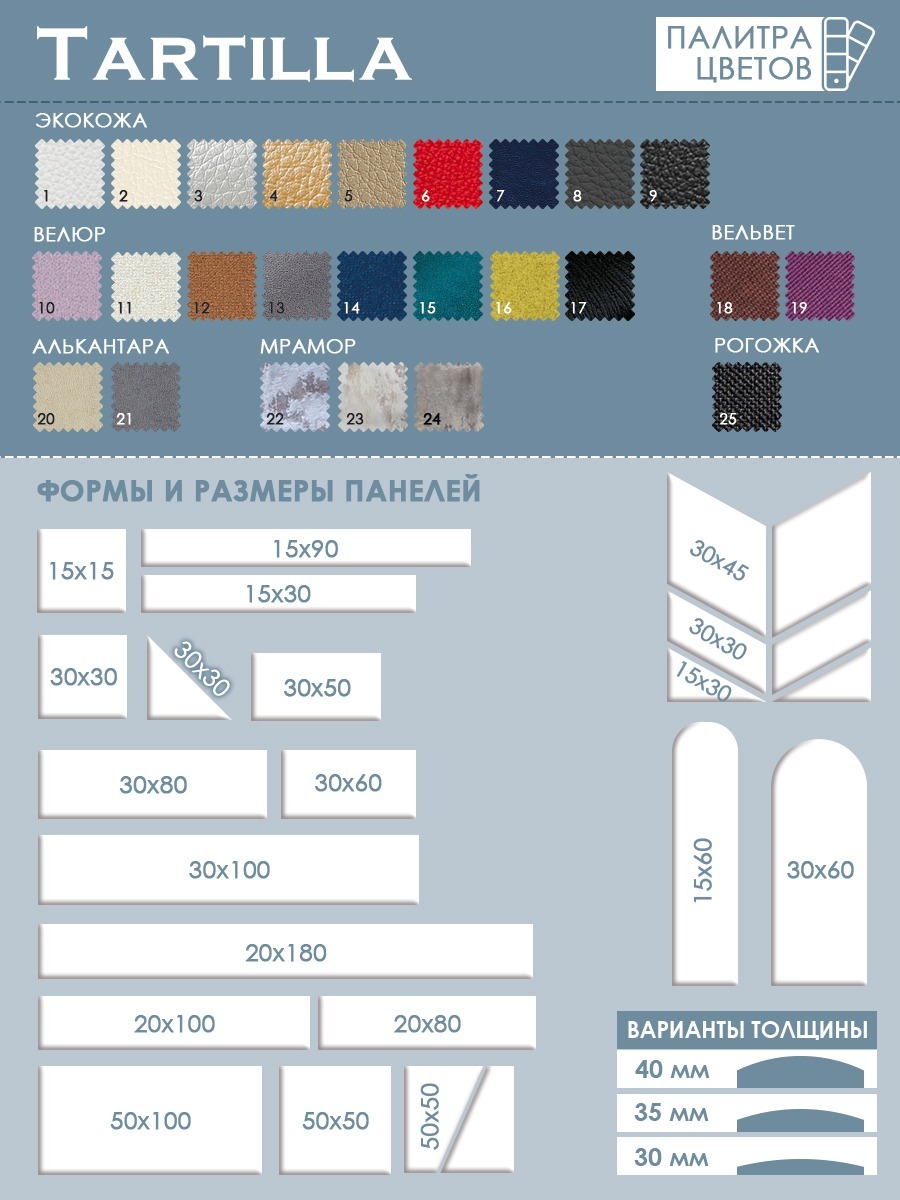 TARTILLA
ПАЛИТРА
ЦВЕТОВ
ЭКОКОЖА
1 2 3 4 5 6 7 8 9
ВЕЛЮР
ВЕЛЬВЕТ
10 11 12 13 14 15 16 17 18 19
АЛЬКАНТАРА
МРАМОР
РОГОЖКА
20 21 22 23 24 25
ФОРМЫ И РАЗМЕРЫ ПАНЕЛЕЙ
15x15
15x90
15x30
30x30
30x30
30x50
30x80
30x60
30x100
20x180
20x100
20x80
50x100
50x50
50x50
30x45
30x30
15x30
15x60
30x60
ВАРИАНТЫ ТОЛЩИНЫ
40 мм
35 мм
30 мм